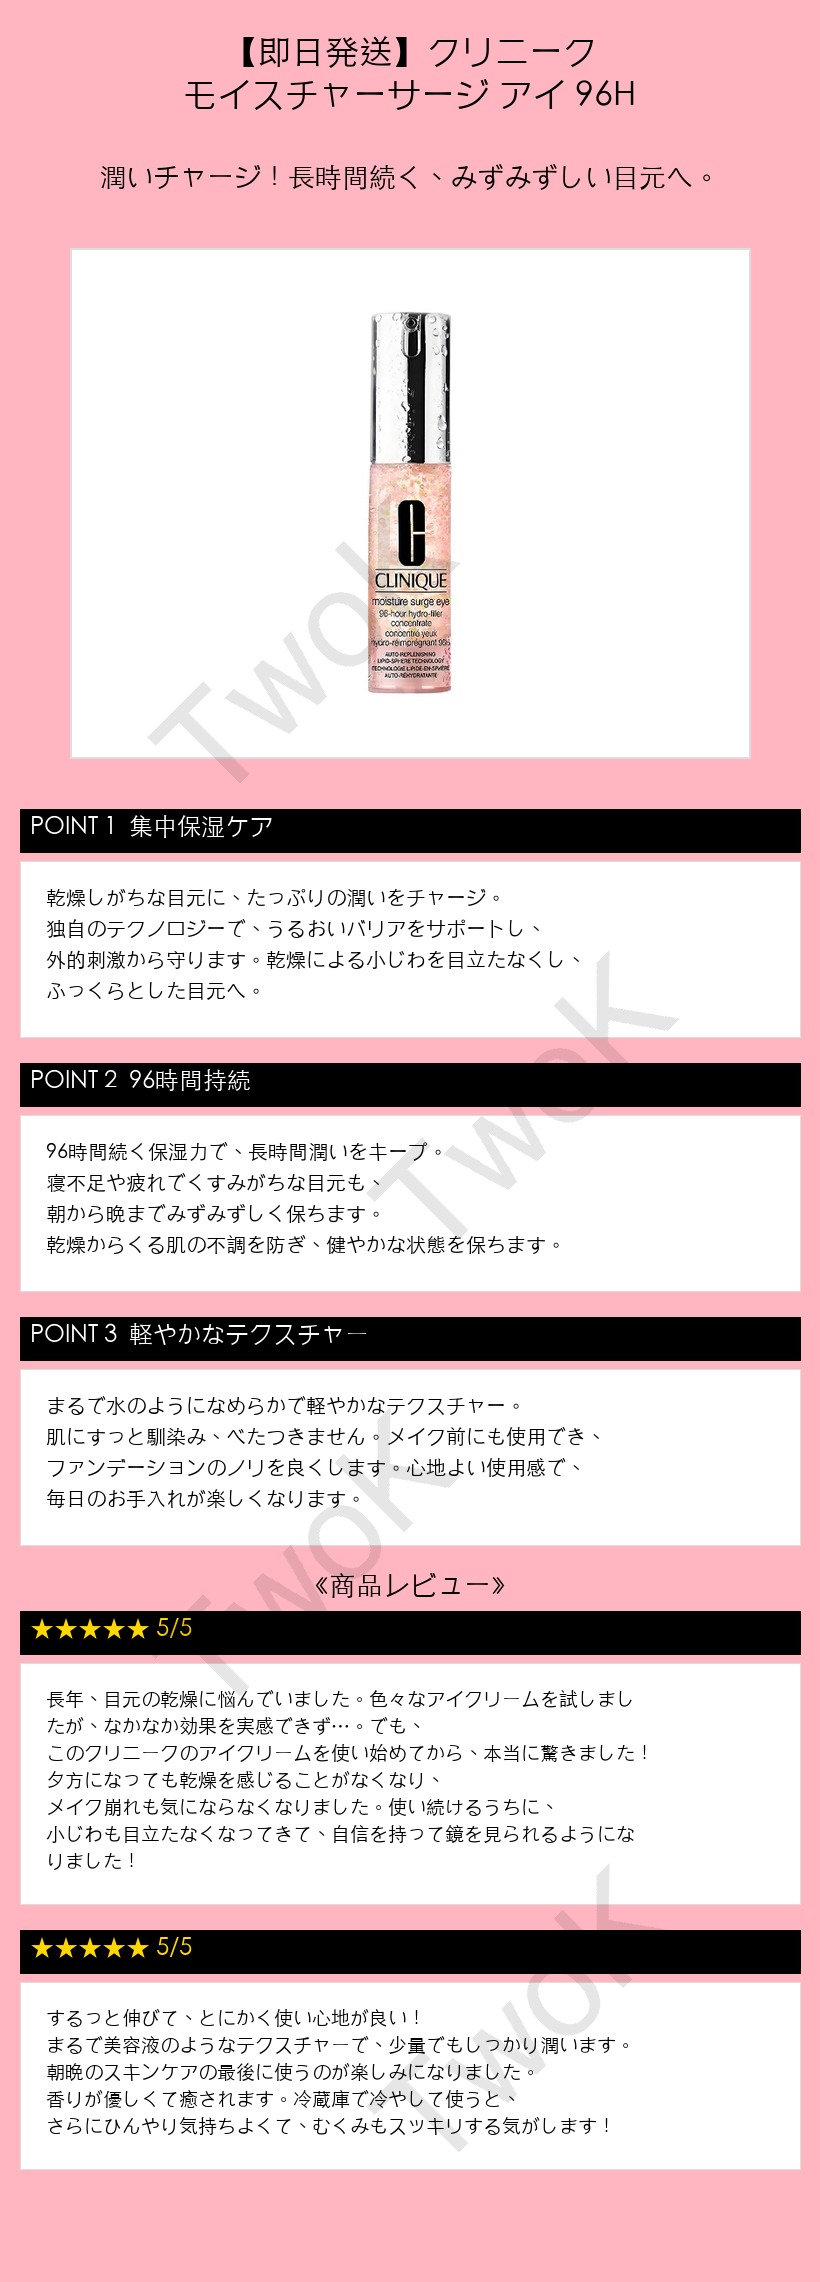 【即日発送】クリニーク
モイスチャーサージ アイ 96H
潤いチャージ！長時間続く、みずみずしい目元へ。
CLINIQUE
moisture surge eye
96-hour hydro-filler
concentrate
concentré yeux
hydro-réimprégnant 96h
AUTO-REPLENISHING
LIPID-SPHERE TECHNOLOGY
TECHNOLOGIE LIPIDE-EN-SPHÈRE
AUTO-RÉHYDRATANTE
TwoK
POINT 1 集中保湿ケア
乾燥しがちな目元に、たっぷりの潤いをチャージ。
独自のテクノロジーで、うるおいバリアをサポートし、
外的刺激から守ります。乾燥による小じわを目立たなくし、
ふっくらとした目元へ。
TwoK
POINT 2 96時間持続
96時間続く保湿力で、長時間潤いをキープ。
寝不足や疲れでくすみがちな目元も、
朝から晩までみずみずしく保ちます。
乾燥からくる肌の不調を防ぎ、健やかな状態を保ちます。
POINT 3 軽やかなテクスチャー
まるで水のようになめらかで軽やかなテクスチャー。
肌にすっと馴染み、べたつきません。メイク前にも使用でき、
ファンデーションのノリを良くします。心地よい使用感で、
毎日のお手入れが楽しくなります。
TwoK
《商品レビュー》
★★★★★ 5/5
長年、目元の乾燥に悩んでいました。色々なアイクリームを試しまし
たが、なかなか効果を実感できず…。でも、
このクリニークのアイクリームを使い始めてから、本当に驚きました！
夕方になっても乾燥を感じることがなくなり、
メイク崩れも気にならなくなりました。使い続けるうちに、
小じわも目立たなくなってきて、自信を持って鏡を見られるようにな
りました！
★★★★★ 5/5
するっと伸びて、とにかく使い心地が良い！
まるで美容液のようなテクスチャーで、少量でもしっかり潤います。
朝晩のスキンケアの最後に使うのが楽しみになりました。
香りが優しくて癒されます。冷蔵庫で冷やして使うと、
さらにひんやり気持ちよくて、むくみもスッキリする気がします！
TwoK